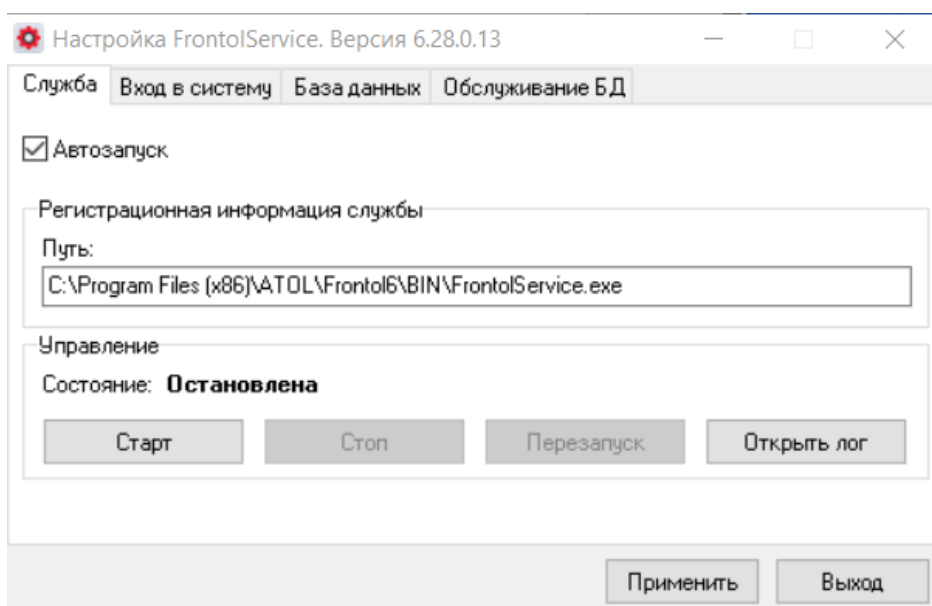 Настройка FrontolService. Версия 6.28.0.13
Служба Вход в систему База данных Обслуживание БД
Автозапуск
Регистрационная информация службы
Путь:
C:\Program Files (x86)\ATOL\Frontol6\BIN\FrontolService.exe
Управление
Состояние: Остановлена
Старт Стоп Перезапуск Открыть лог
Применить Выход